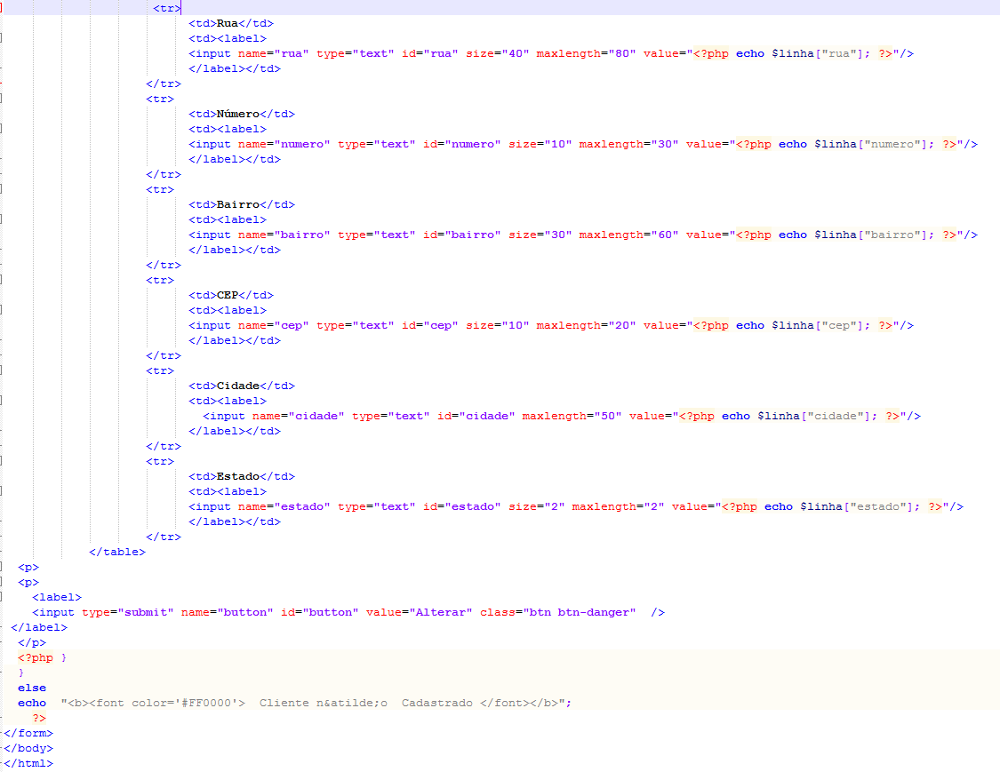 <tr>
<td>Rua</td>
<td><label>
<input name="rua" type="text" id="rua" size="40" maxlength="80" value="<?php echo $linha["rua"]; ?>"/>
</label></td>
</tr>
<tr>
<td>Número</td>
<td><label>
<input name="numero" type="text" id="numero" size="10" maxlength="30" value="<?php echo $linha["numero"]; ?>"/>
</label></td>
</tr>
<tr>
<td>Bairro</td>
<td><label>
<input name="bairro" type="text" id="bairro" size="30" maxlength="60" value="<?php echo $linha["bairro"]; ?>"/>
</label></td>
</tr>
<tr>
<td>CEP</td>
<td><label>
<input name="cep" type="text" id="cep" size="10" maxlength="20" value="<?php echo $linha["cep"]; ?>"/>
</label></td>
</tr>
<tr>
<td>Cidade</td>
<td><label>
<input name="cidade" type="text" id="cidade" maxlength="50" value="<?php echo $linha["cidade"]; ?>"/>
</label></td>
</tr>
<tr>
<td>Estado</td>
<td><label>
<input name="estado" type="text" id="estado" size="2" maxlength="2" value="<?php echo $linha["estado"]; ?>"/>
</label></td>
</tr>
</table>
<p>
<p>
<label>
<input type="submit" name="button" id="button" value="Alterar" class="btn btn-danger"  />
</label>
</p>
<?php }
}
else
echo  "<b><font color='#FF0000'>  Cliente n&atilde;o  Cadastrado </font></b>";
?>
</form>
</body>
</html>